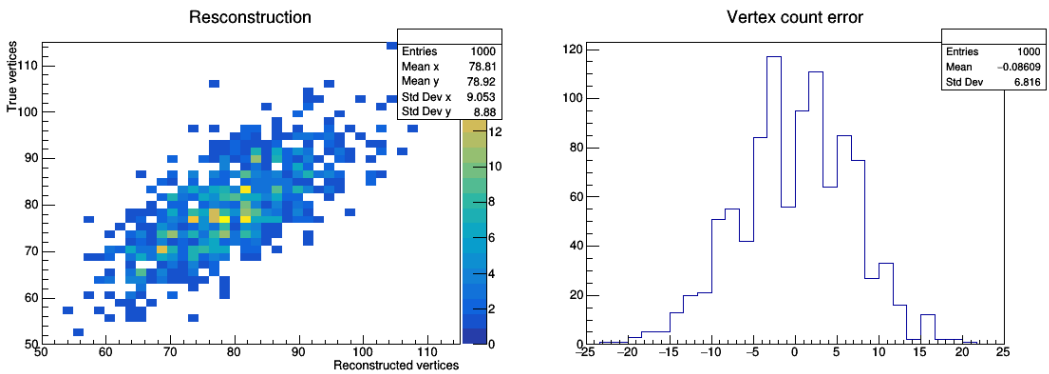 Resconstruction
Entries 1000
Mean x 78.81
Mean y 78.92
Std Dev x 9.053
Std Dev y 8.88
True vertices
110
100
90
80
70
60
50
12
10
8
6
4
2
0
50 60 70 80 90 100 110
Reconstructed vertices
Vertex count error
Entries 1000
Mean −0.08609
Std Dev 6.816
120
100
80
60
40
20
0
−25 −20 −15 −10 −5 0 5 10 15 20 25